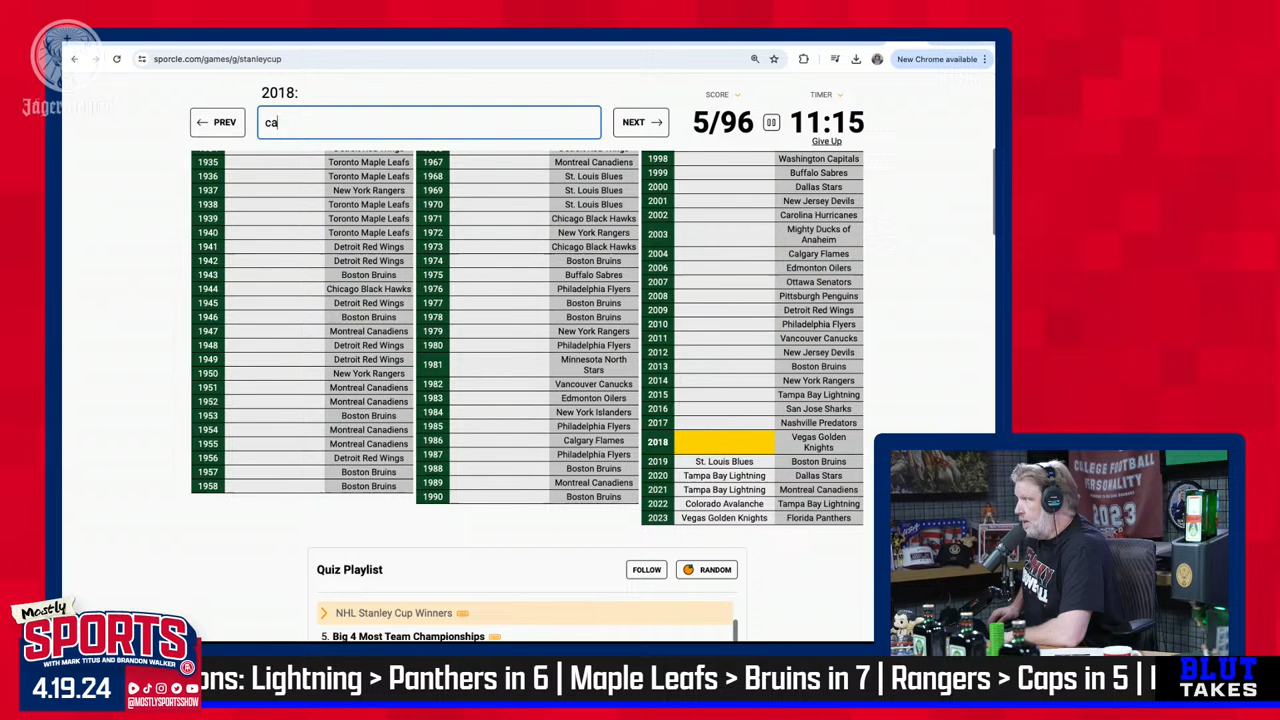 Jägermeister
sporcle.com/games/g/stanleycup
New Chrome available
2018:
PREV
ca
NEXT
SCORE
5/96
TIMER
11:15
Give Up
1935 Toronto Maple Leafs
1936 Toronto Maple Leafs
1937 New York Rangers
1938 Toronto Maple Leafs
1939 Toronto Maple Leafs
1940 Toronto Maple Leafs
1941 Detroit Red Wings
1942 Detroit Red Wings
1943 Boston Bruins
1944 Chicago Black Hawks
1945 Detroit Red Wings
1946 Boston Bruins
1947 Montreal Canadiens
1948 Detroit Red Wings
1949 Detroit Red Wings
1950 New York Rangers
1951 Montreal Canadiens
1952 Montreal Canadiens
1953 Boston Bruins
1954 Montreal Canadiens
1955 Montreal Canadiens
1956 Detroit Red Wings
1957 Boston Bruins
1958 Boston Bruins
1967 Montreal Canadiens
1968 St. Louis Blues
1969 St. Louis Blues
1970 St. Louis Blues
1971 Chicago Black Hawks
1972 New York Rangers
1973 Chicago Black Hawks
1974 Boston Bruins
1975 Buffalo Sabres
1976 Philadelphia Flyers
1977 Boston Bruins
1978 Boston Bruins
1979 New York Rangers
1980 Philadelphia Flyers
1981 Minnesota North
Stars
1982 Vancouver Canucks
1983 Edmonton Oilers
1984 New York Islanders
1985 Philadelphia Flyers
1986 Calgary Flames
1987 Philadelphia Flyers
1988 Boston Bruins
1989 Montreal Canadiens
1990 Boston Bruins
1998 Washington Capitals
1999 Buffalo Sabres
2000 Dallas Stars
2001 New Jersey Devils
2002 Carolina Hurricanes
2003 Mighty Ducks of
Anaheim
2004 Calgary Flames
2006 Edmonton Oilers
2007 Ottawa Senators
2008 Pittsburgh Penguins
2009 Detroit Red Wings
2010 Philadelphia Flyers
2011 Vancouver Canucks
2012 New Jersey Devils
2013 Boston Bruins
2014 New York Rangers
2015 Tampa Bay Lightning
2016 San Jose Sharks
2017 Nashville Predators
2018 Vegas Golden
Knights
2019 St. Louis Blues Boston Bruins
2020 Tampa Bay Lightning Dallas Stars
2021 Tampa Bay Lightning Montreal Canadiens
2022 Colorado Avalanche Tampa Bay Lightning
2023 Vegas Golden Knights Florida Panthers
Quiz Playlist
FOLLOW
RANDOM
NHL Stanley Cup Winners
5. Big 4 Most Team Championships
COLLEGE FOOTBALL
PERSONALITY
2023
Mostly
SPORTS
WITH MARK TITUS AND BRANDON WALKER
4.19.24
@MOSTLYSPORTSSHOW
ons: Lightning > Panthers in 6 | Maple Leafs > Bruins in 7 | Rangers > Caps in 5 |
BLUT
TAKES